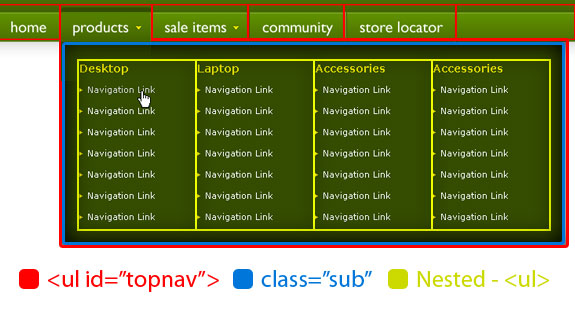 home products sale items community store locator
Desktop Laptop Accessories Accessories
Navigation Link Navigation Link Navigation Link Navigation Link
Navigation Link Navigation Link Navigation Link Navigation Link
Navigation Link Navigation Link Navigation Link Navigation Link
Navigation Link Navigation Link Navigation Link Navigation Link
Navigation Link Navigation Link Navigation Link Navigation Link
Navigation Link Navigation Link Navigation Link Navigation Link
Navigation Link Navigation Link Navigation Link Navigation Link
<ul id=”topnav”> class=”sub” Nested - <ul>